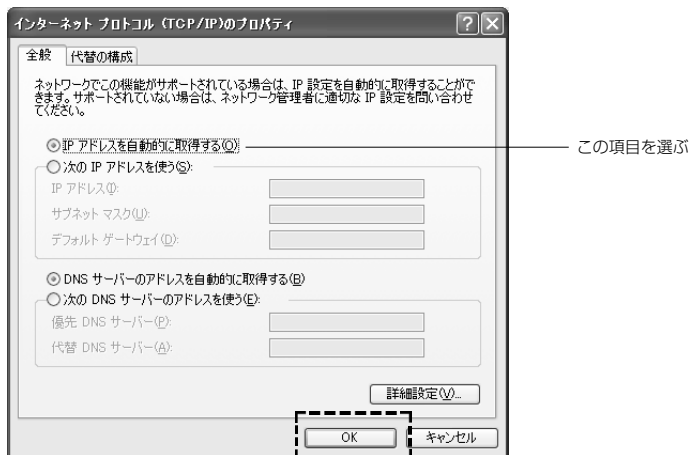 インターネット プロトコル (TCP/IP)のプロパティ
全般
代替の構成
ネットワークでこの機能がサポートされている場合は、IP 設定を自動的に取得することがで
きます。サポートされていない場合は、ネットワーク管理者に適切な IP 設定を問い合わせ
てください。
IP アドレスを自動的に取得する(O)
この項目を選ぶ
次の IP アドレスを使う(S):
IP アドレス(I):
サブネット マスク(U):
デフォルト ゲートウェイ(D):
DNS サーバーのアドレスを自動的に取得する(B)
次の DNS サーバーのアドレスを使う(E):
優先 DNS サーバー(P):
代替 DNS サーバー(A):
詳細設定(V)...
OK
キャンセル